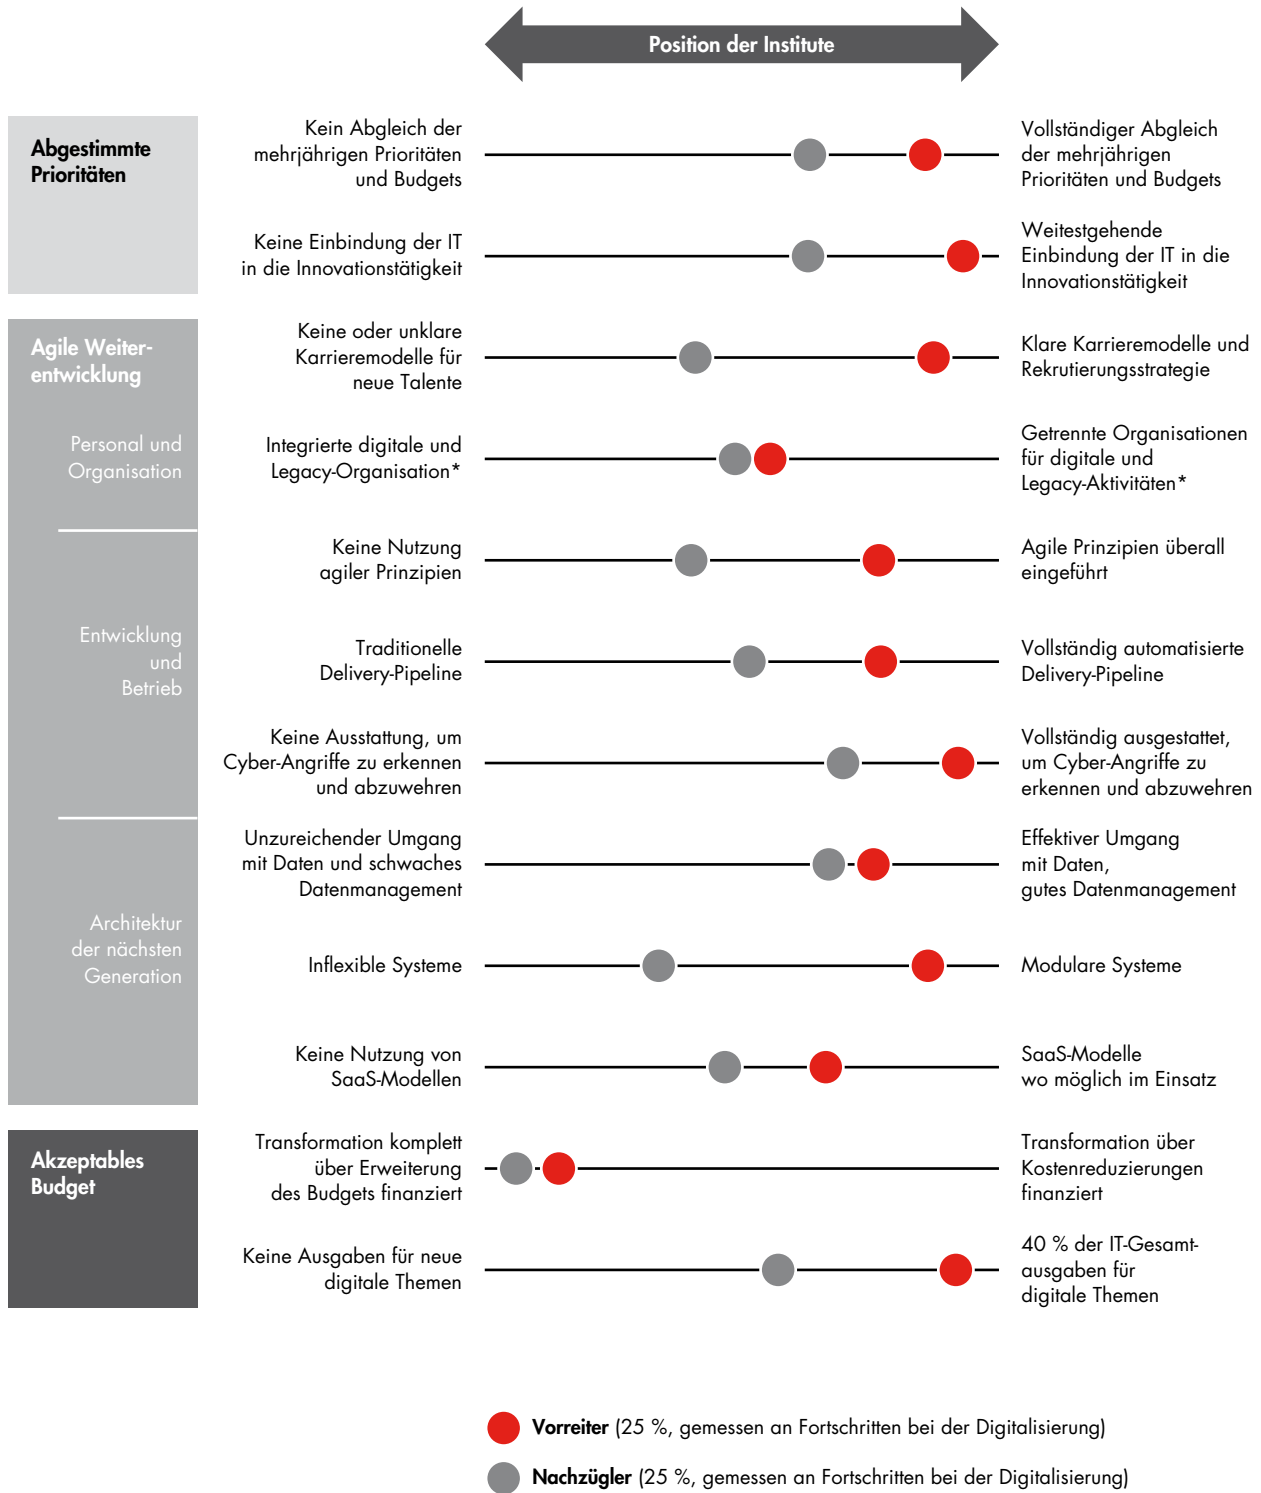 Position der Institute
Abgestimmte
Prioritäten
Kein Abgleich der
mehrjährigen Prioritäten
und Budgets
Vollständiger Abgleich
der mehrjährigen
Prioritäten und Budgets
Keine Einbindung der IT
in die Innovationstätigkeit
Weitestgehende
Einbindung der IT in die
Innovationstätigkeit
Agile Weiter-
entwicklung
Keine oder unklare
Karrieremodelle für
neue Talente
Klare Karrieremodelle und
Rekrutierungsstrategie
Personal und
Organisation
Integrierte digitale und
Legacy-Organisation*
Getrennte Organisationen
für digitale und
Legacy-Aktivitäten*
Keine Nutzung
agiler Prinzipien
Agile Prinzipien überall
eingeführt
Entwicklung
und
Betrieb
Traditionelle
Delivery-Pipeline
Vollständig automatisierte
Delivery-Pipeline
Keine Ausstattung, um
Cyber-Angriffe zu erkennen
und abzuwehren
Vollständig ausgestattet,
um Cyber-Angriffe zu
erkennen und abzuwehren
Unzureichender Umgang
mit Daten und schwaches
Datenmanagement
Effektiver Umgang
mit Daten,
gutes Datenmanagement
Architektur
der nächsten
Generation
Inflexible Systeme
Modulare Systeme
Keine Nutzung von
SaaS-Modellen
SaaS-Modelle
wo möglich im Einsatz
Akzeptables
Budget
Transformation komplett
über Erweiterung
des Budgets finanziert
Transformation über
Kostenreduzierungen
finanziert
Keine Ausgaben für neue
digitale Themen
40 % der IT-Gesamt-
ausgaben für
digitale Themen
Vorreiter (25 %, gemessen an Fortschritten bei der Digitalisierung)
Nachzügler (25 %, gemessen an Fortschritten bei der Digitalisierung)